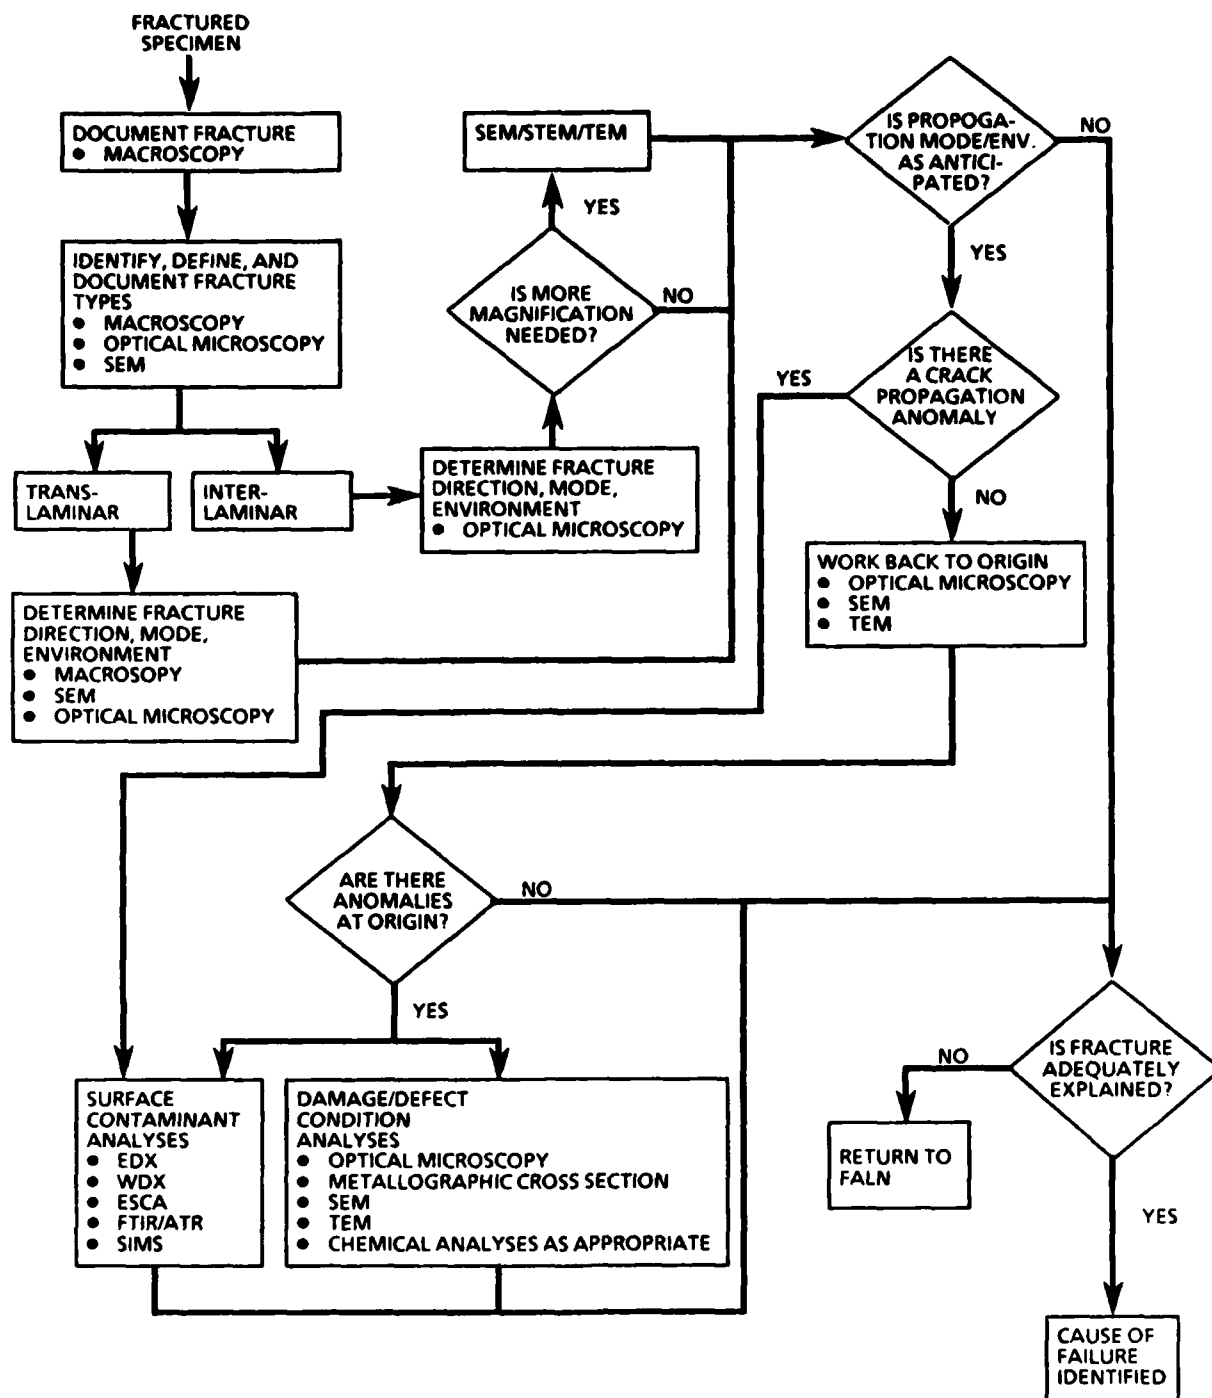 FRACTURED
SPECIMEN
DOCUMENT FRACTURE
● MACROSCOPY
IDENTIFY, DEFINE, AND
DOCUMENT FRACTURE
TYPES
● MACROSCOPY
● OPTICAL MICROSCOPY
● SEM
TRANS-
LAMINAR
INTER-
LAMINAR
DETERMINE FRACTURE
DIRECTION, MODE,
ENVIRONMENT
● MACROSOPY
● SEM
● OPTICAL MICROSCOPY
DETERMINE FRACTURE
DIRECTION, MODE,
ENVIRONMENT
● OPTICAL MICROSCOPY
IS MORE
MAGNIFICATION
NEEDED?
YES
NO
SEM/STEM/TEM
IS PROPOGA-
TION MODE/ENV.
AS ANTICI-
PATED?
NO
YES
IS THERE
A CRACK
PROPAGATION
ANOMALY
YES
NO
WORK BACK TO ORIGIN
● OPTICAL MICROSCOPY
● SEM
● TEM
ARE THERE
ANOMALIES
AT ORIGIN?
NO
YES
SURFACE
CONTAMINANT
ANALYSES
● EDX
● WDX
● ESCA
● FTIR/ATR
● SIMS
DAMAGE/DEFECT
CONDITION
ANALYSES
● OPTICAL MICROSCOPY
● METALLOGRAPHIC CROSS SECTION
● SEM
● TEM
● CHEMICAL ANALYSES AS APPROPRIATE
IS FRACTURE
ADEQUATELY
EXPLAINED?
NO
RETURN TO
FALN
YES
CAUSE OF
FAILURE
IDENTIFIED